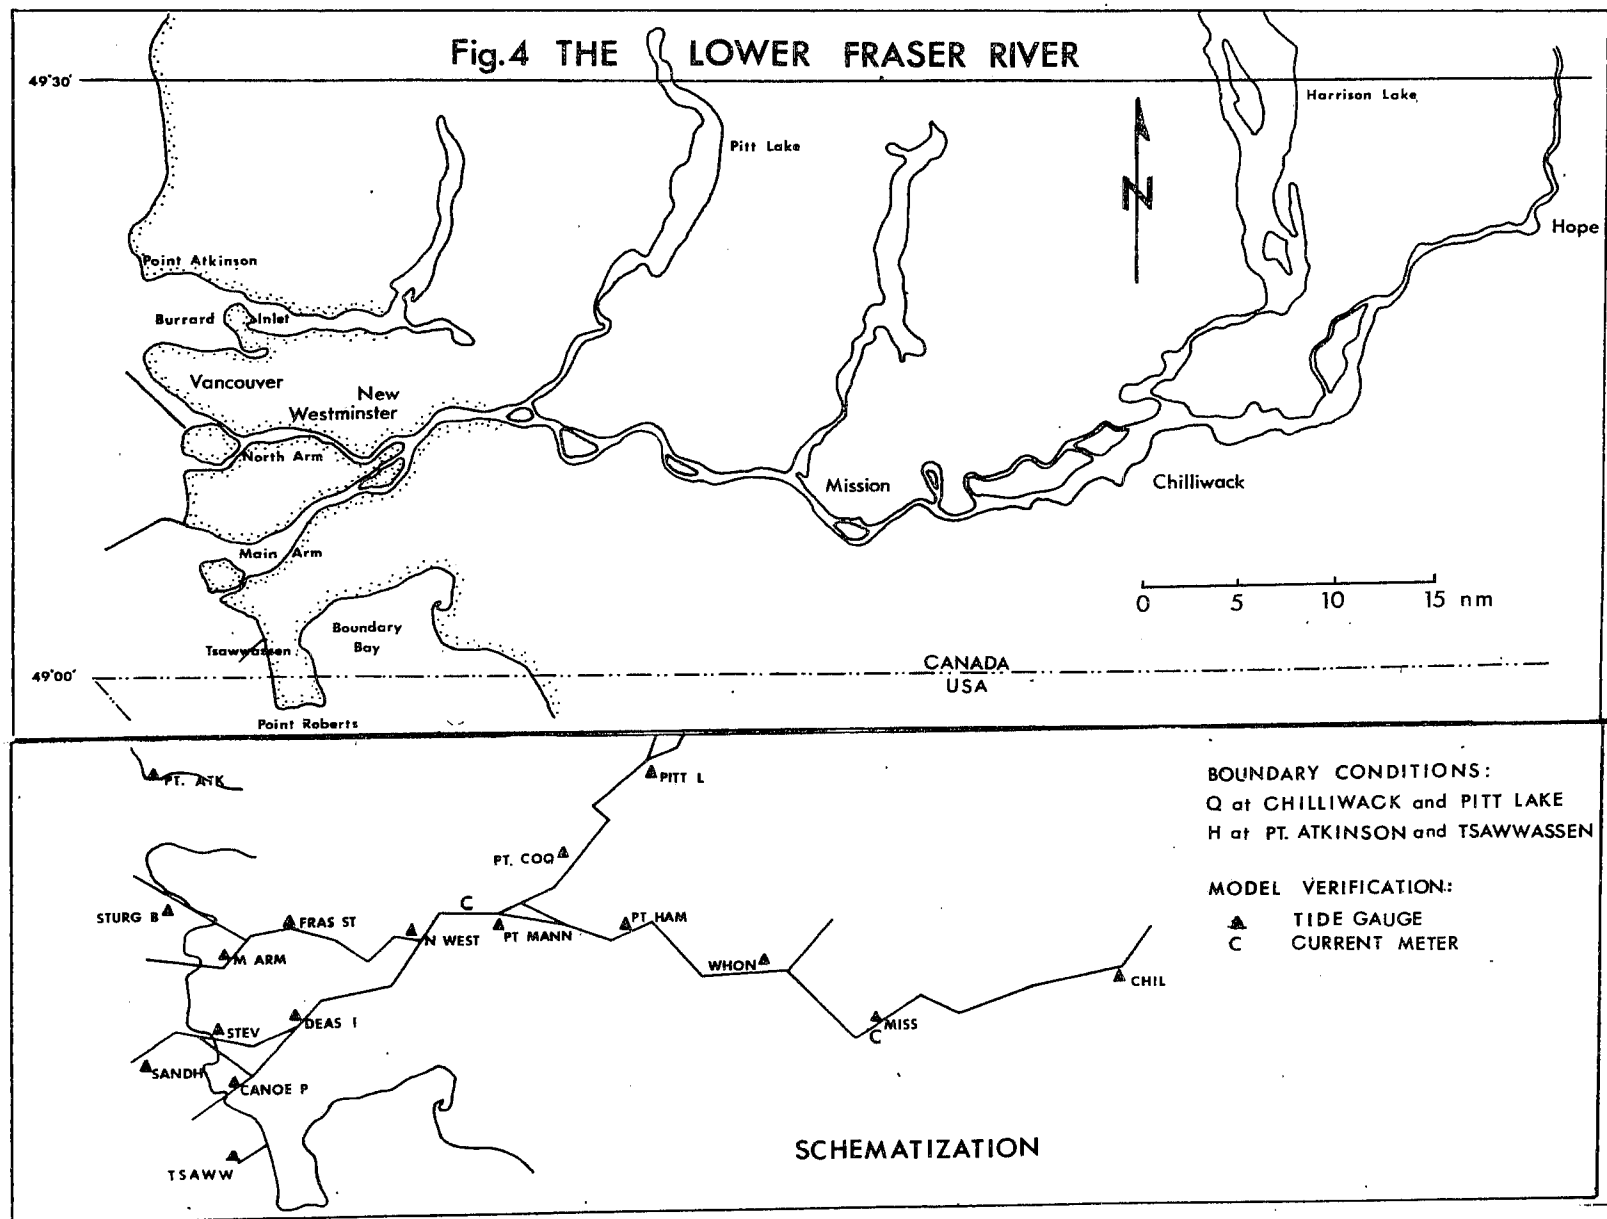 Fig.4 THE LOWER FRASER RIVER
49°30'
Harrison Lake
Pitt Lake
N
Hope
Point Atkinson
Burrard Inlet
Vancouver
New
Westminster
North Arm
Mission
Chilliwack
Main Arm
0 5 10 15 nm
Boundary
Bay
Tsawwassen
CANADA
USA
49°00'
Point Roberts
PT. ATK
PITT L
BOUNDARY CONDITIONS:
Q at CHILLIWACK and PITT LAKE
H at PT. ATKINSON and TSAWWASSEN
PT. COQ
MODEL VERIFICATION:
TIDE GAUGE
C CURRENT METER
C
STURG B
FRAS ST
N WEST
PT MANN
PT HAM
M ARM
WHON
CHIL
DEAS I
STEV
MISS
C
SANDH
CANOE P
TSAWW
SCHEMATIZATION